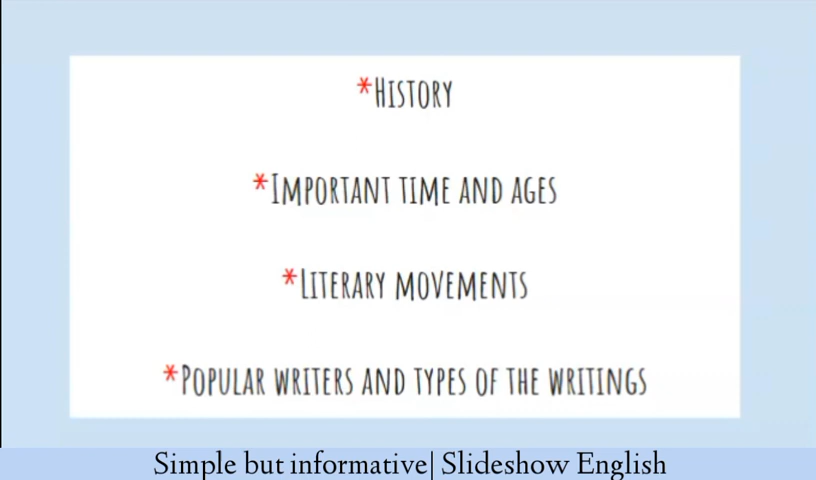 *History
*Important time and ages
*Literary movements
*Popular writers and types of the writings
Simple but informative| Slideshow English